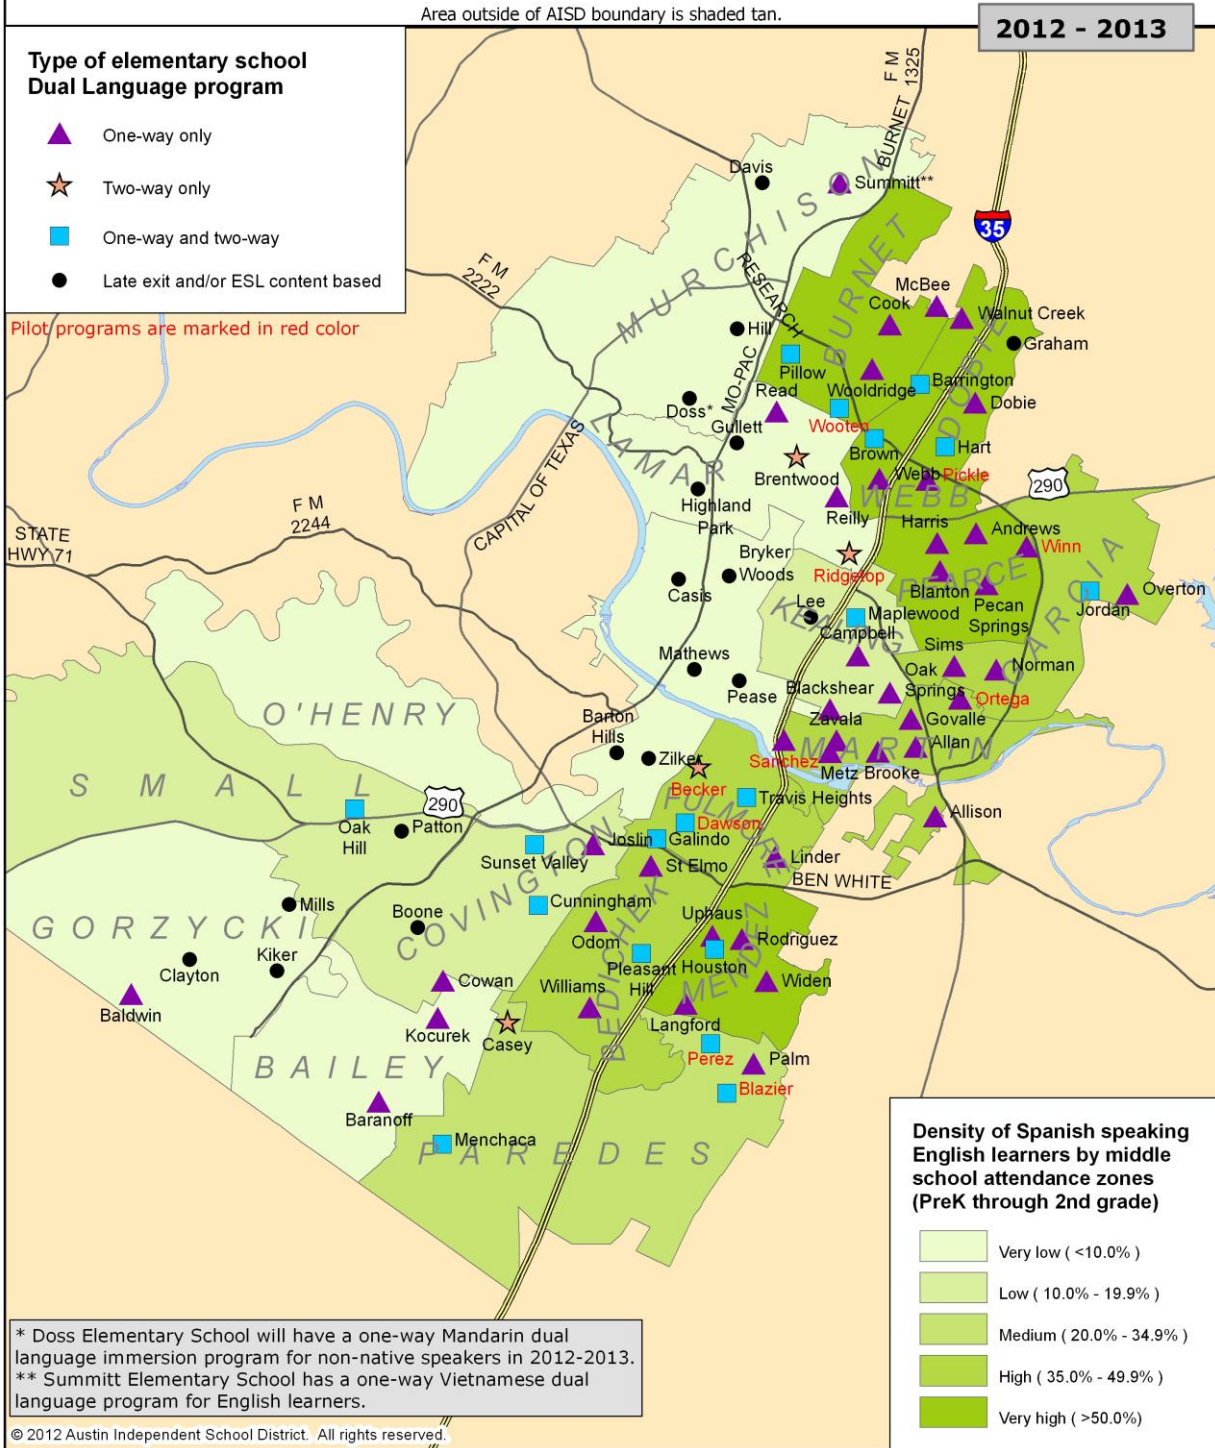 Area outside of AISD boundary is shaded tan.
2012 - 2013
Type of elementary school
Dual Language program
One-way only
Two-way only
One-way and two-way
Late exit and/or ESL content based
Pilot programs are marked in red color
F M
1325
BURNET
Davis
Summitt**
MURCHISON
35
F M
2222
RESEARCH
BURNET
McBee
Cook
Walnut Creek
Hill
Graham
DOBIE
Pillow
MO-PAC
Read
Wooldridge
Barrington
Doss*
Dobie
Gullett
Wooten
LAMAR
Brown
Hart
CAPITAL OF TEXAS
Brentwood
Webb
Pickle
290
WEBB
Highland
Park
Reilly
Harris
Andrews
F M
2244
STATE
HWY 71
Winn
Bryker
Woods
Ridgetop
PEARCE
GARCIA
Casis
Blanton
Pecan
Springs
Jordan
Overton
KEALING
Lee
Maplewood
Campbell
Sims
Mathews
Oak
Springs
Norman
Pease
Blackshear
Ortega
O'HENRY
Barton
Hills
Zavala
Govalle
Zilker
Sanchez
MARTIN
Allan
Metz
Brooke
SMALL
Becker
FULMORE
Travis Heights
290
Oak
Hill
Patton
Dawson
Allison
Joslin
Galindo
Sunset Valley
St Elmo
Linder
BEN WHITE
COVINGTON
Cunningham
Mills
Boone
Uphaus
GORZYCKI
Odom
BEDICHEK
MENDEZ
Rodriguez
Kiker
Clayton
Pleasant
Hill
Houston
Cowan
Williams
Widen
Baldwin
Langford
Kocurek
Casey
Perez
Palm
BAILEY
Blazier
Baranoff
Menchaca
PAREDES
Density of Spanish speaking
English learners by middle
school attendance zones
(PreK through 2nd grade)
Very low ( <10.0% )
Low ( 10.0% - 19.9% )
Medium ( 20.0% - 34.9% )
High ( 35.0% - 49.9% )
Very high ( >50.0%)
* Doss Elementary School will have a one-way Mandarin dual
language immersion program for non-native speakers in 2012-2013.
** Summitt Elementary School has a one-way Vietnamese dual
language program for English learners.
© 2012 Austin Independent School District.  All rights reserved.